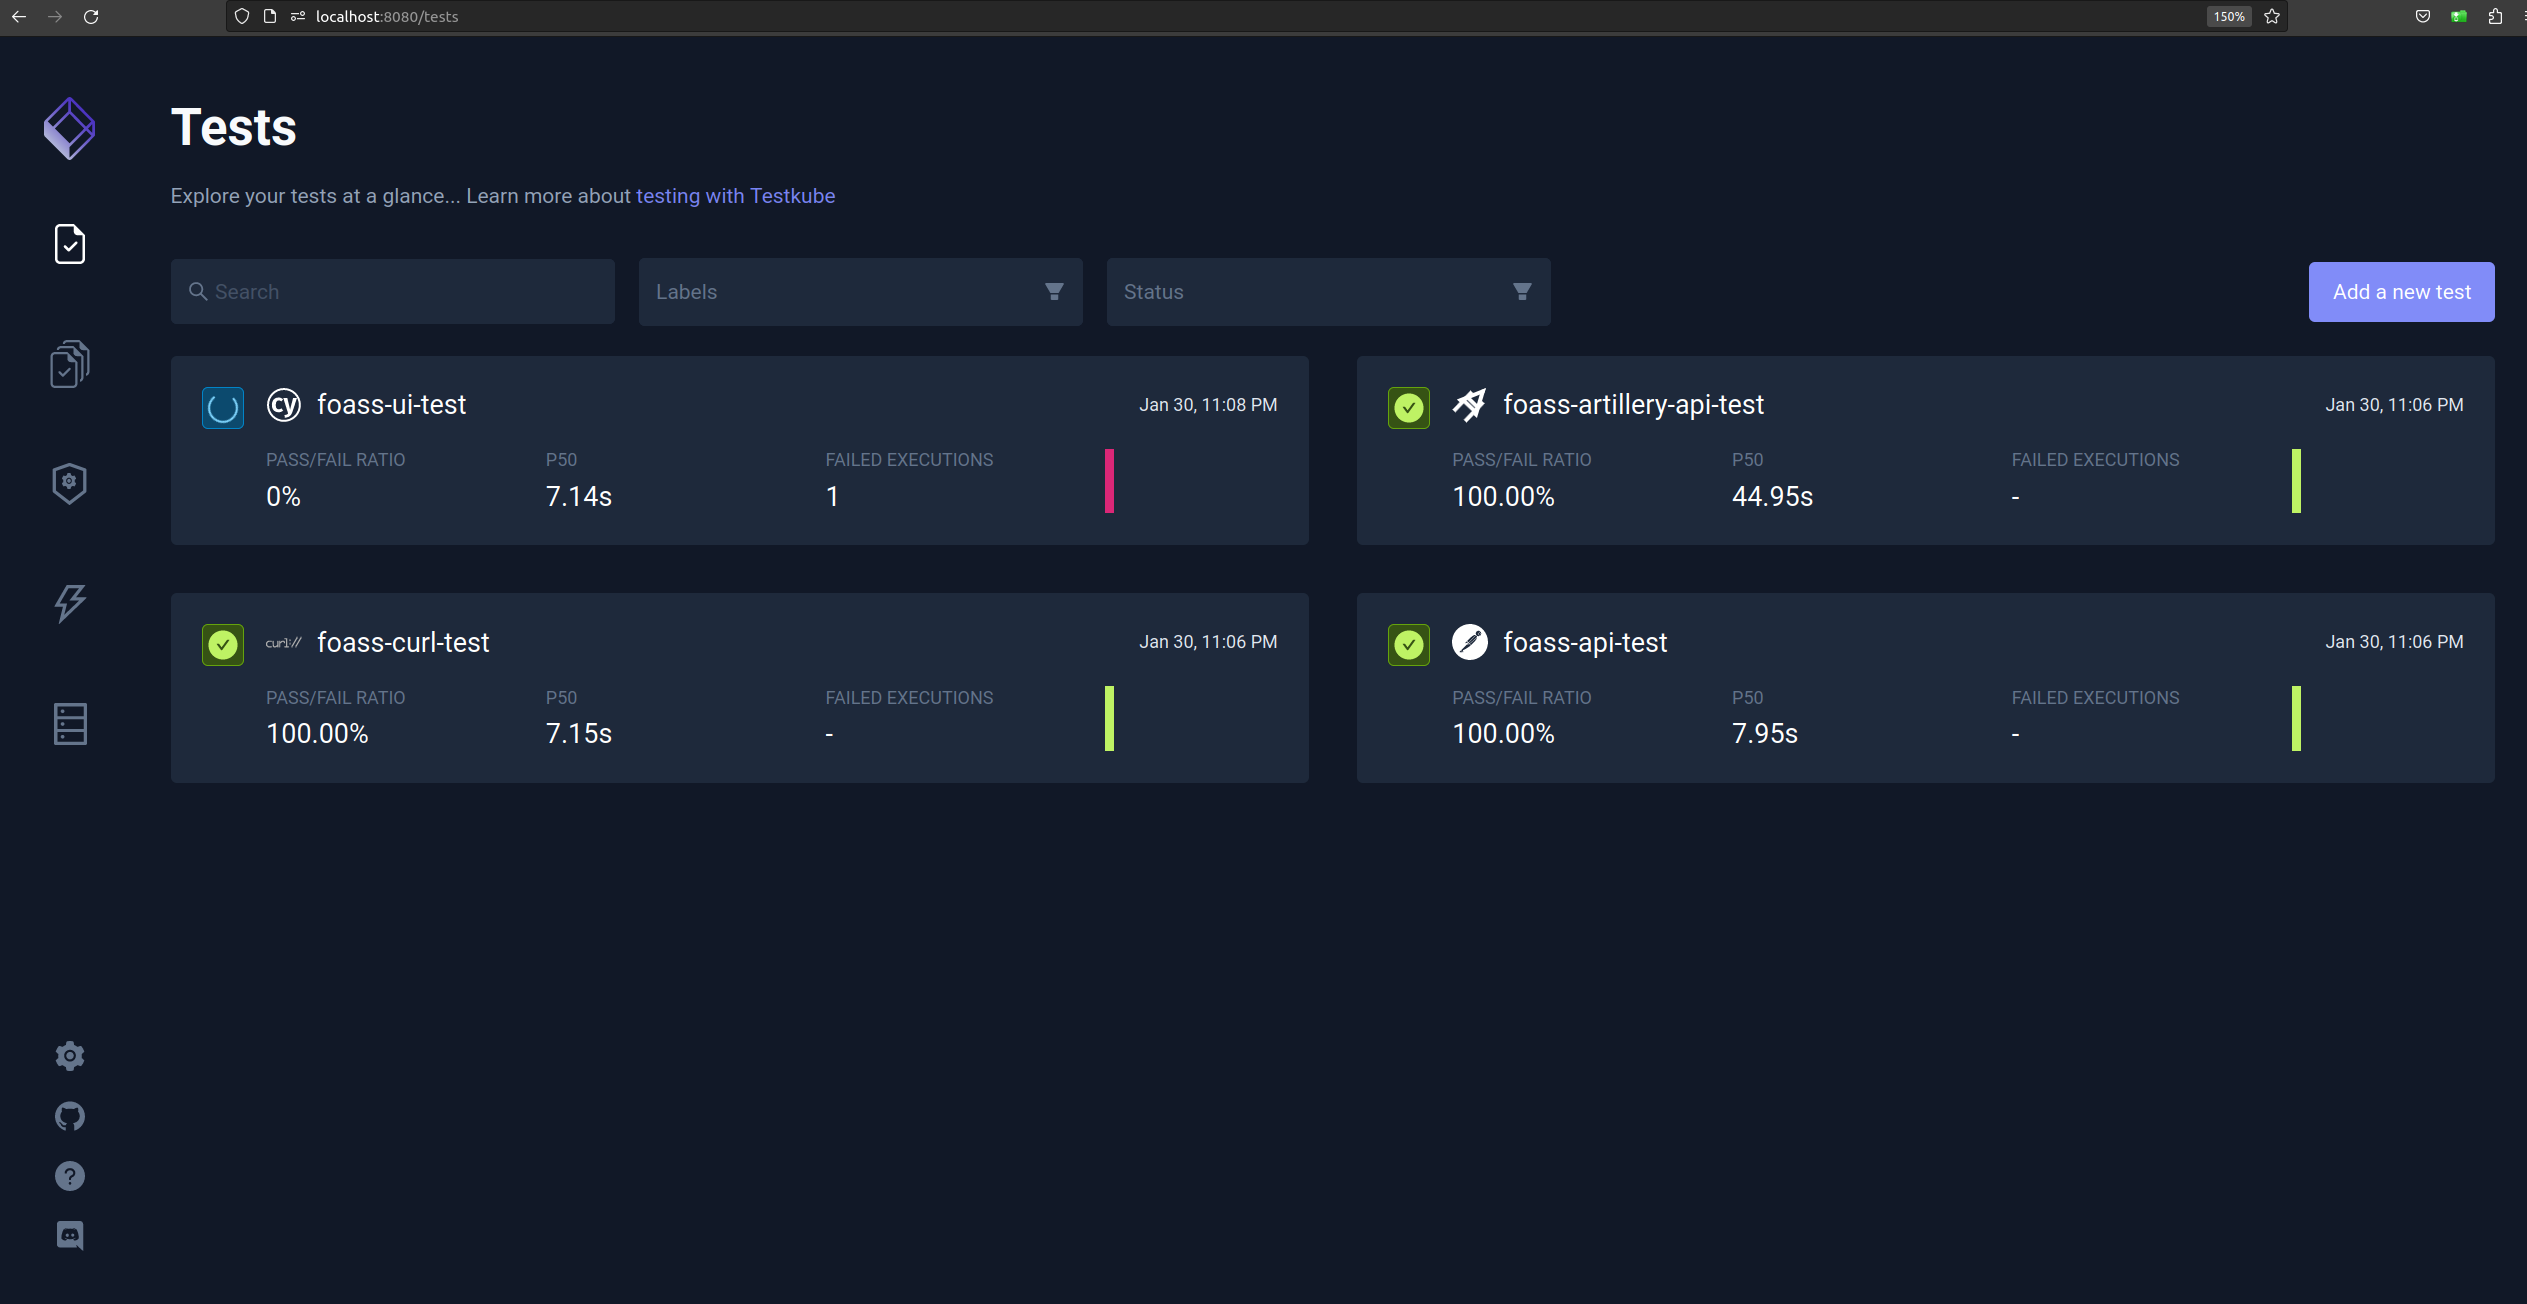 localhost:8080/tests
150%
Tests
Explore your tests at a glance... Learn more about testing with Testkube
Search
Labels
Status
Add a new test
cy foass-ui-test
Jan 30, 11:08 PM
PASS/FAIL RATIO P50 FAILED EXECUTIONS
0% 7.14s 1
foass-artillery-api-test
Jan 30, 11:06 PM
PASS/FAIL RATIO P50 FAILED EXECUTIONS
100.00% 44.95s -
curl:// foass-curl-test
Jan 30, 11:06 PM
PASS/FAIL RATIO P50 FAILED EXECUTIONS
100.00% 7.15s -
foass-api-test
Jan 30, 11:06 PM
PASS/FAIL RATIO P50 FAILED EXECUTIONS
100.00% 7.95s -